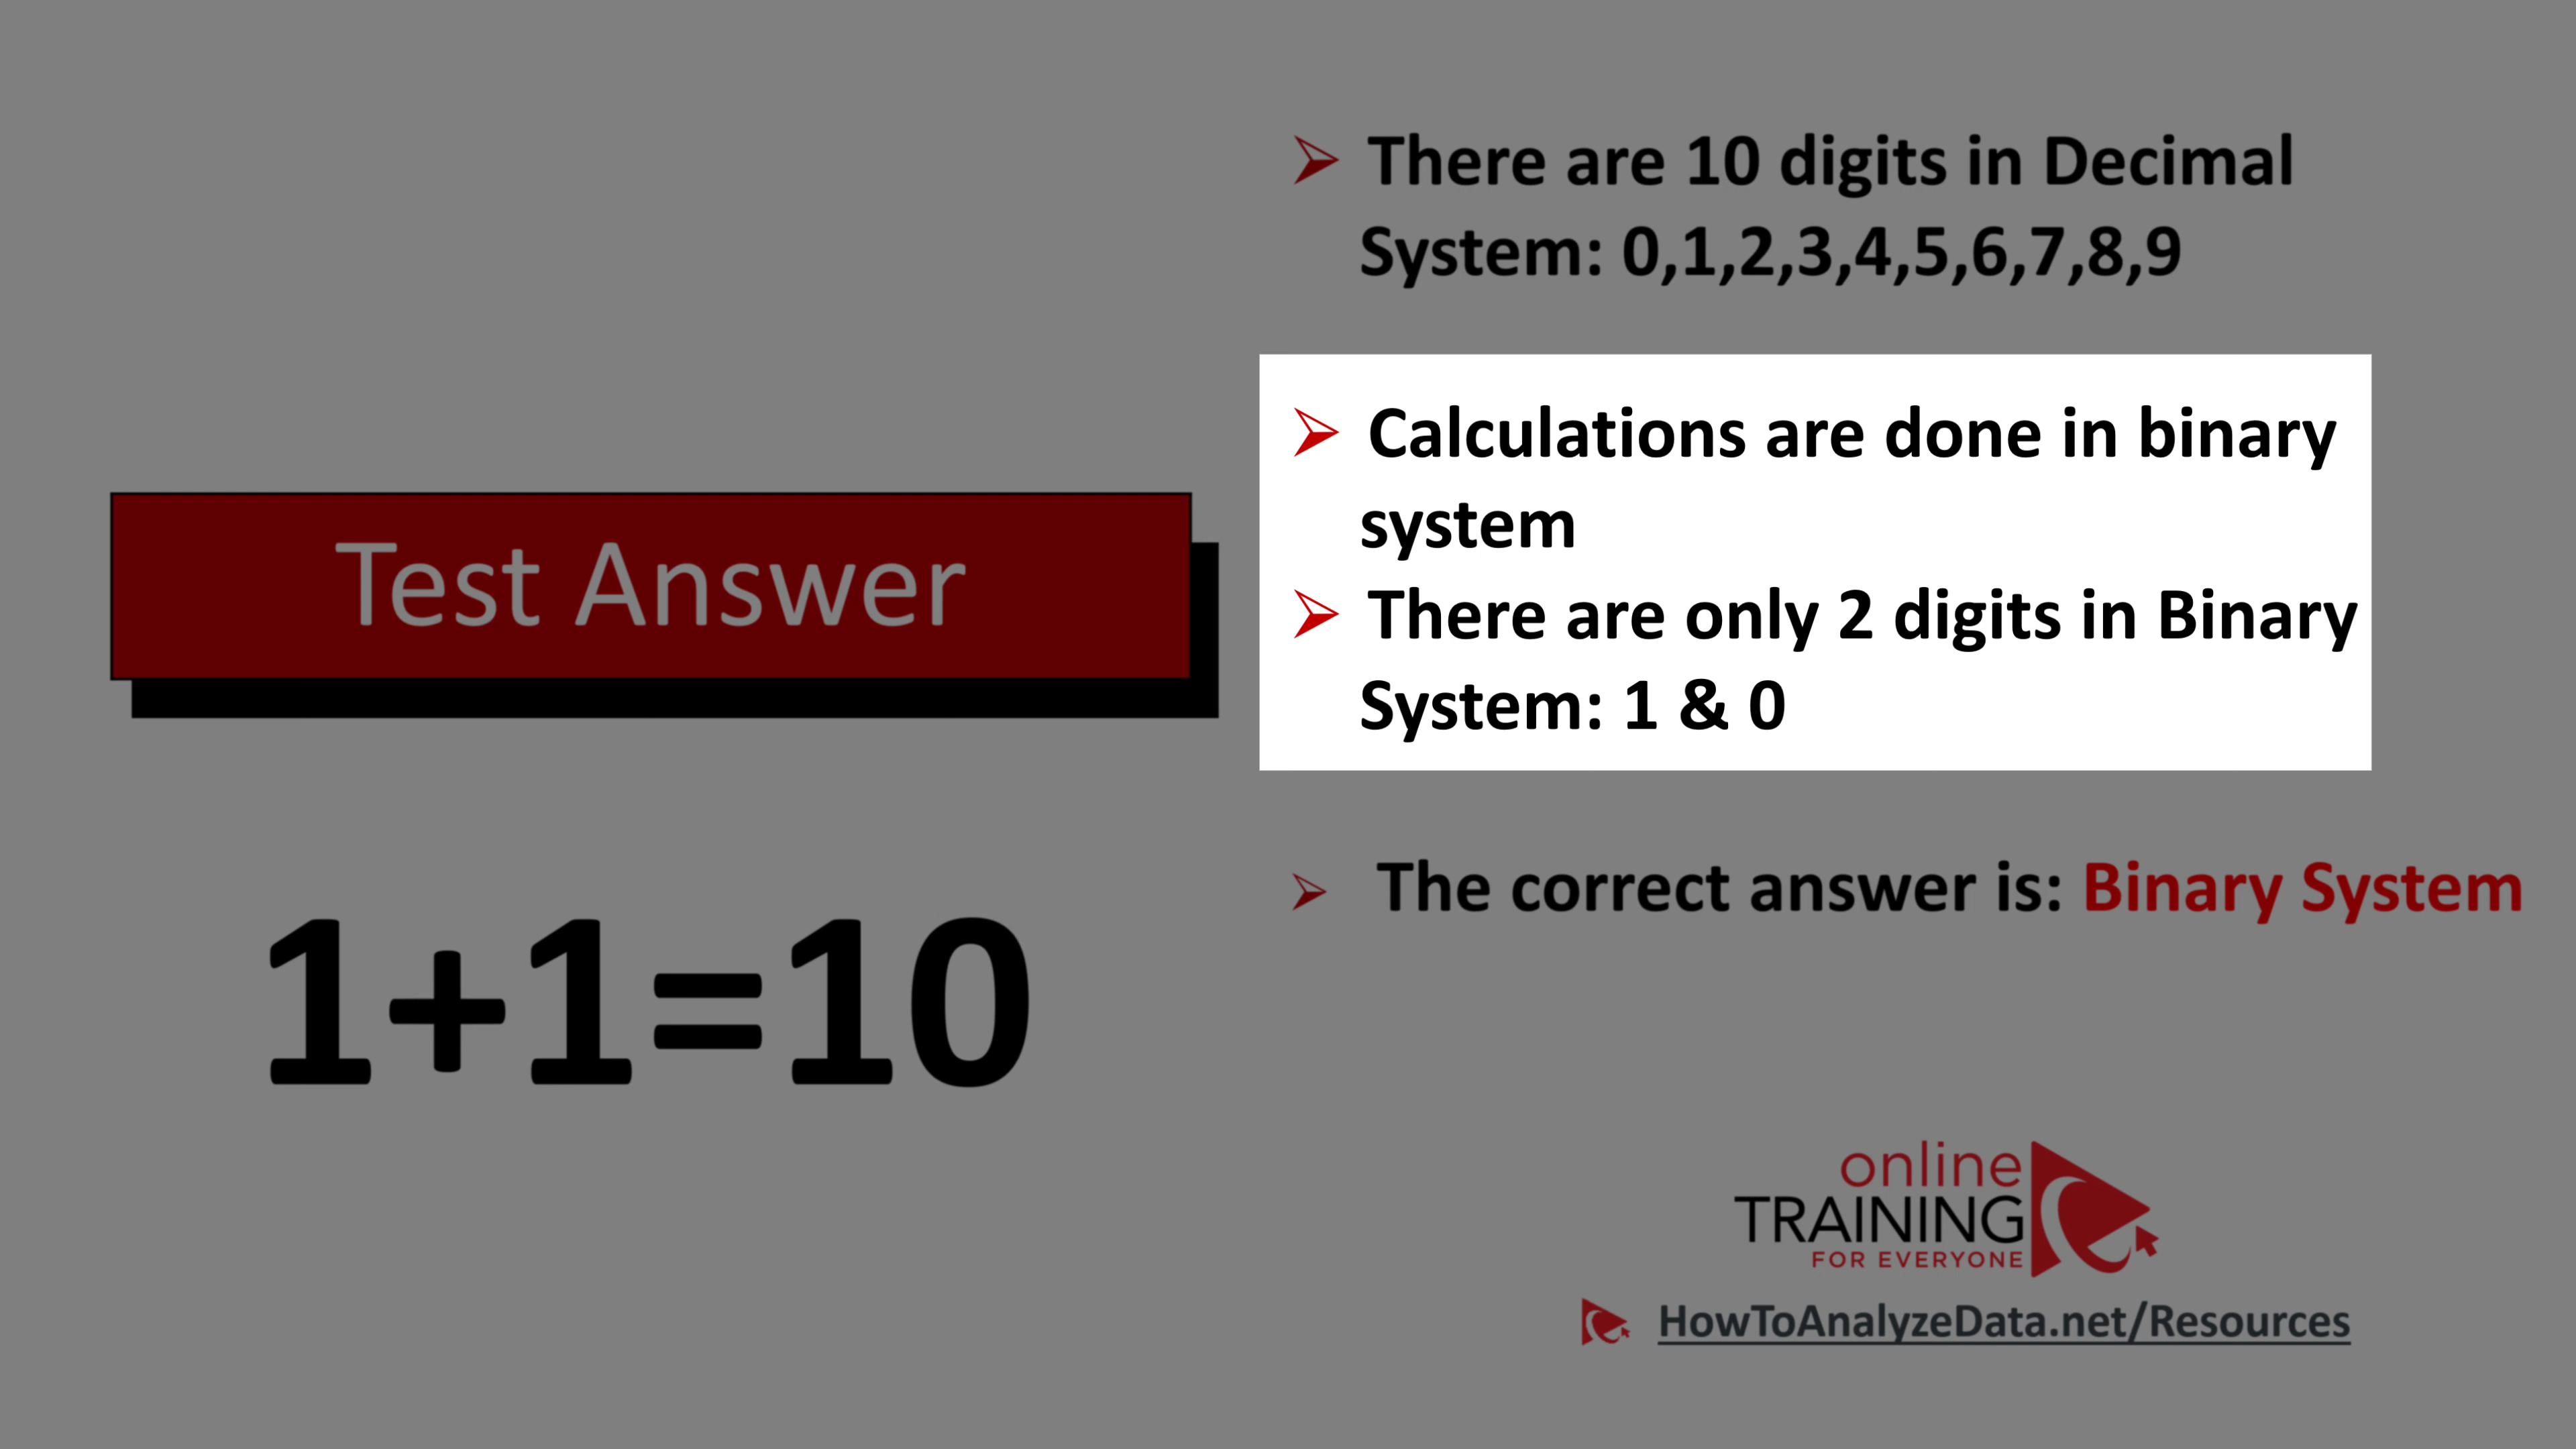 Test Answer
1+1=10
➢ There are 10 digits in Decimal
System: 0,1,2,3,4,5,6,7,8,9
➢ Calculations are done in binary
system
➢ There are only 2 digits in Binary
System: 1 & 0
➢ The correct answer is: Binary System
online
TRAINING
FOR EVERYONE
HowToAnalyzeData.net/Resources